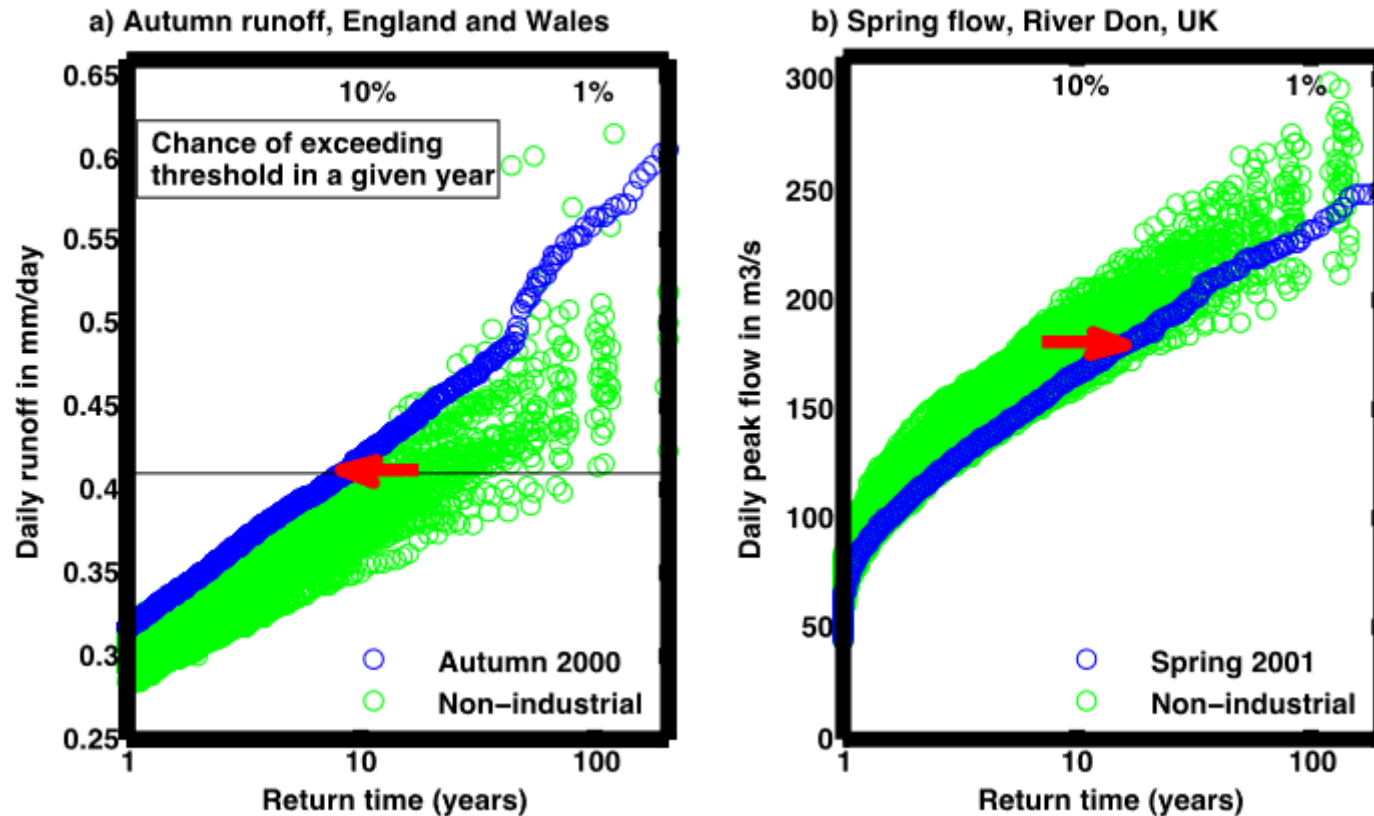 a) Autumn runoff, England and Wales
0.65
0.6
0.55
0.5
0.45
0.4
0.35
0.3
0.25
Daily runoff in mm/day
10%
1%
Chance of exceeding
threshold in a given year
Autumn 2000
Non−industrial
1
10
100
Return time (years)
b) Spring flow, River Don, UK
300
250
200
150
100
50
0
Daily peak flow in m3/s
10%
1%
Spring 2001
Non−industrial
1
10
100
Return time (years)